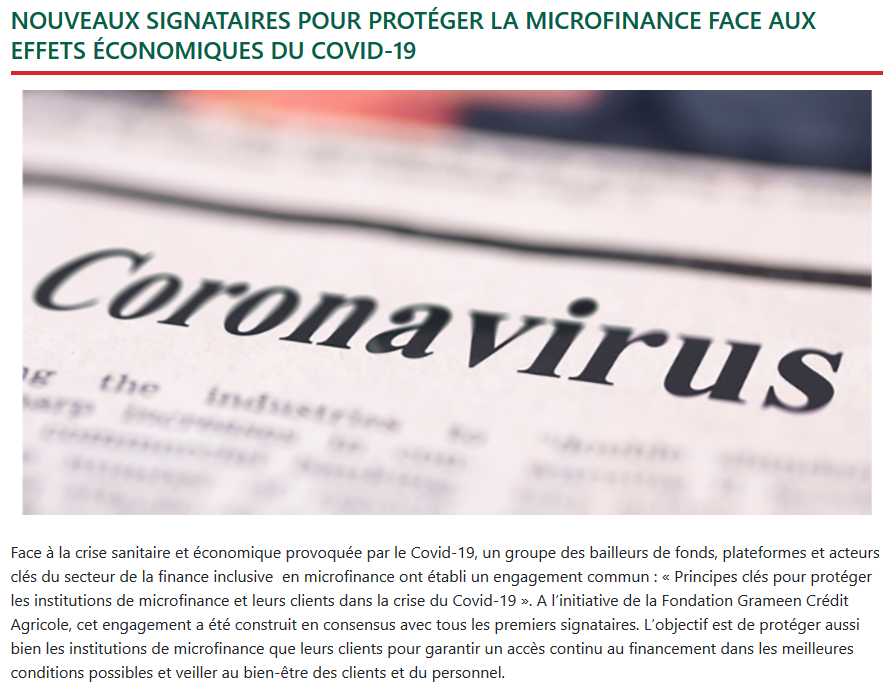 NOUVEAUX SIGNATAIRES POUR PROTÉGER LA MICROFINANCE FACE AUX
EFFETS ÉCONOMIQUES DU COVID-19
Coronavirus
the industries
Face à la crise sanitaire et économique provoquée par le Covid-19, un groupe des bailleurs de fonds, plateformes et acteurs
clés du secteur de la finance inclusive  en microfinance ont établi un engagement commun : « Principes clés pour protéger
les institutions de microfinance et leurs clients dans la crise du Covid-19 ». A l’initiative de la Fondation Grameen Crédit
Agricole, cet engagement a été construit en consensus avec tous les premiers signataires. L’objectif est de protéger aussi
bien les institutions de microfinance que leurs clients pour garantir un accès continu au financement dans les meilleures
conditions possibles et veiller au bien-être des clients et du personnel.